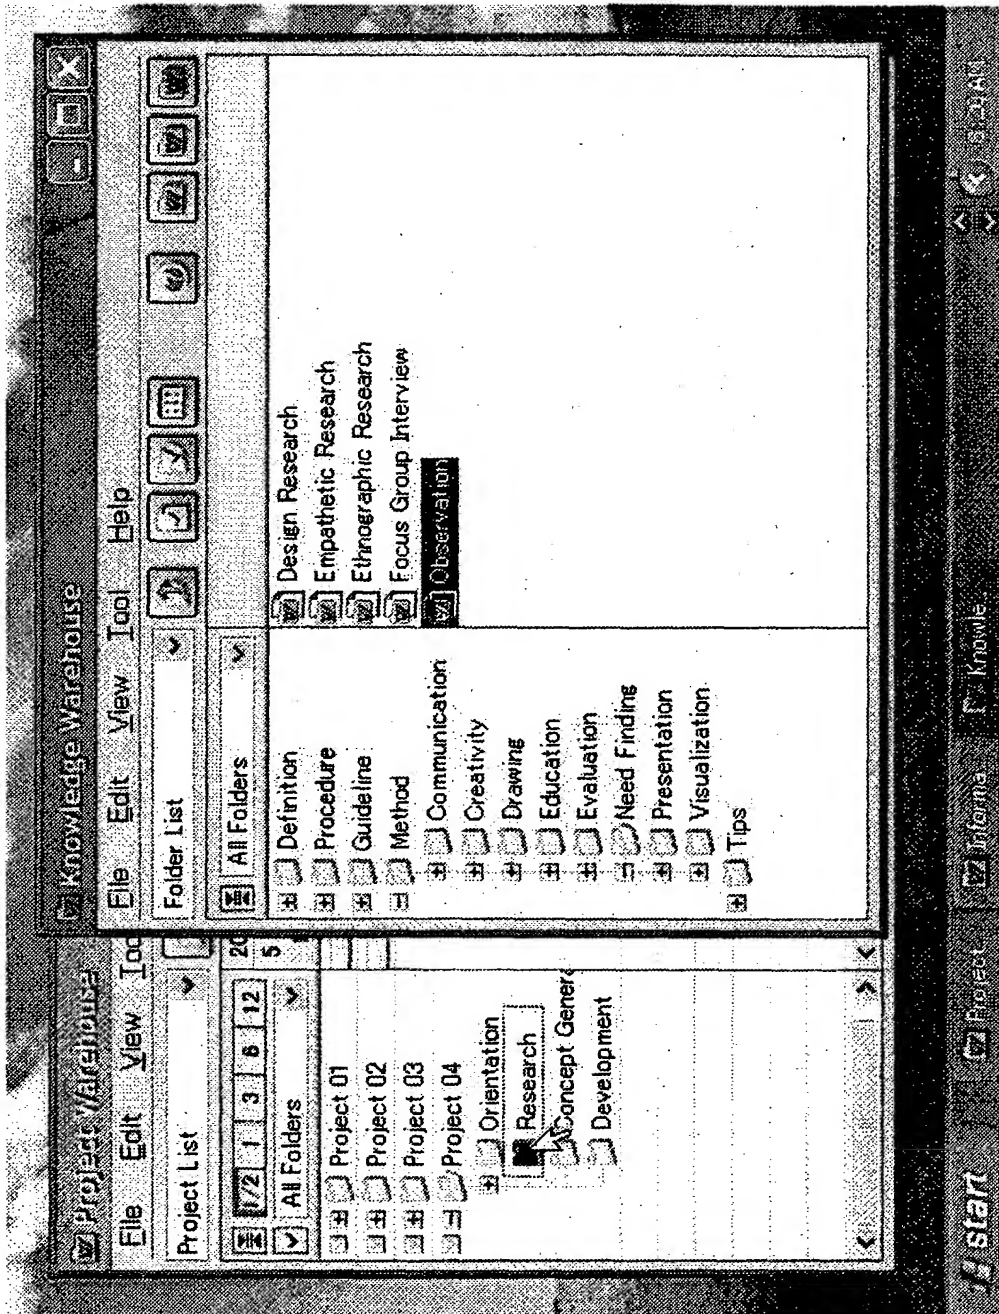 Project Warehouse
File Edit View Too
Project List
1/2 1 3 6 12
20
5
All Folders
Project 01
Project 02
Project 03
Project 04
Orientation
Research
Concept Genera
Development
Knowledge Warehouse
File Edit View Tool Help
Folder List
All Folders
Definition
Procedure
Guideline
Method
Communication
Creativity
Drawing
Education
Evaluation
Need Finding
Presentation
Visualization
Tips
Design Research
Empathetic Research
Ethnographic Research
Focus Group Interview
Observation
start
Project
Informa
Knowle